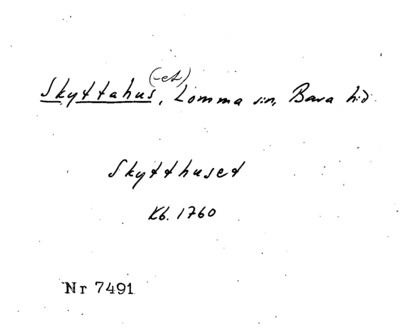 Skyttahus(-et), Lomma sn, Bara hd
Skytthuset
Kb. 1760
Nr 7491